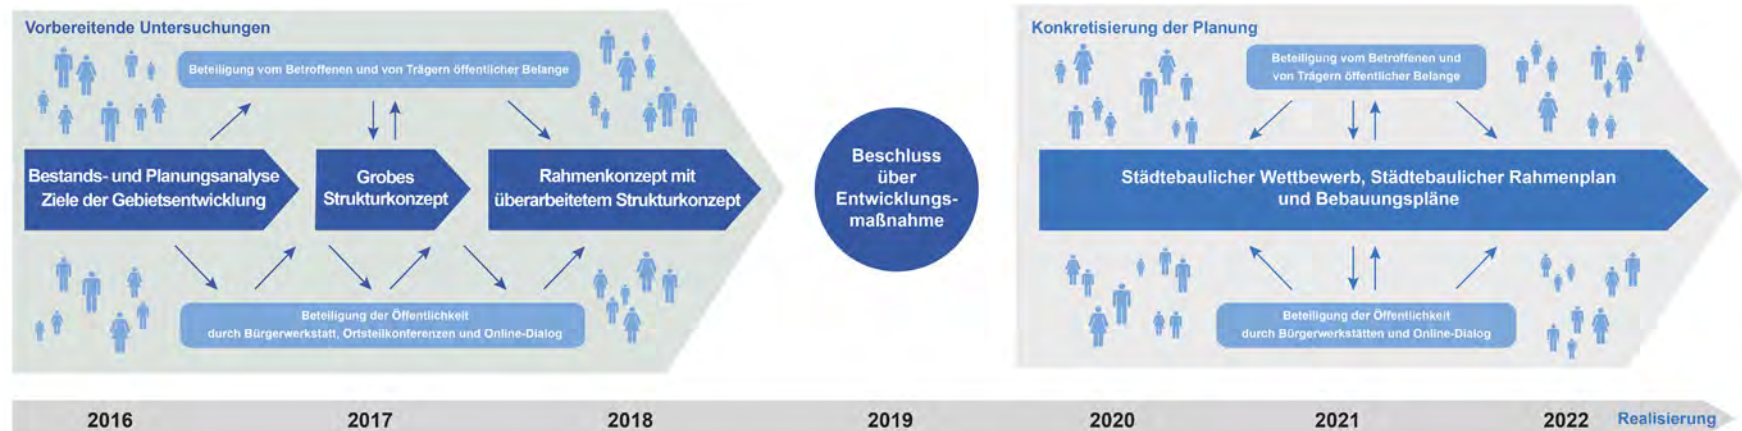 Vorbereitende Untersuchungen
Beteiligung vom Betroffenen und von Trägern öffentlicher Belange
Bestands- und Planungsanalyse
Ziele der Gebietsentwicklung
Grobes
Strukturkonzept
Rahmenkonzept mit
überarbeitetem Strukturkonzept
Beteiligung der Öffentlichkeit
durch Bürgerwerkstatt, Ortsteilkonferenzen und Online-Dialog
Beschluss
über
Entwicklungs-
maßnahme
Konkretisierung der Planung
Beteiligung vom Betroffenen und
von Trägern öffentlicher Belange
Städtebaulicher Wettbewerb, Städtebaulicher Rahmenplan
und Bebauungspläne
Beteiligung der Öffentlichkeit
durch Bürgerwerkstätten und Online-Dialog
2016
2017
2018
2019
2020
2021
2022
Realisierung